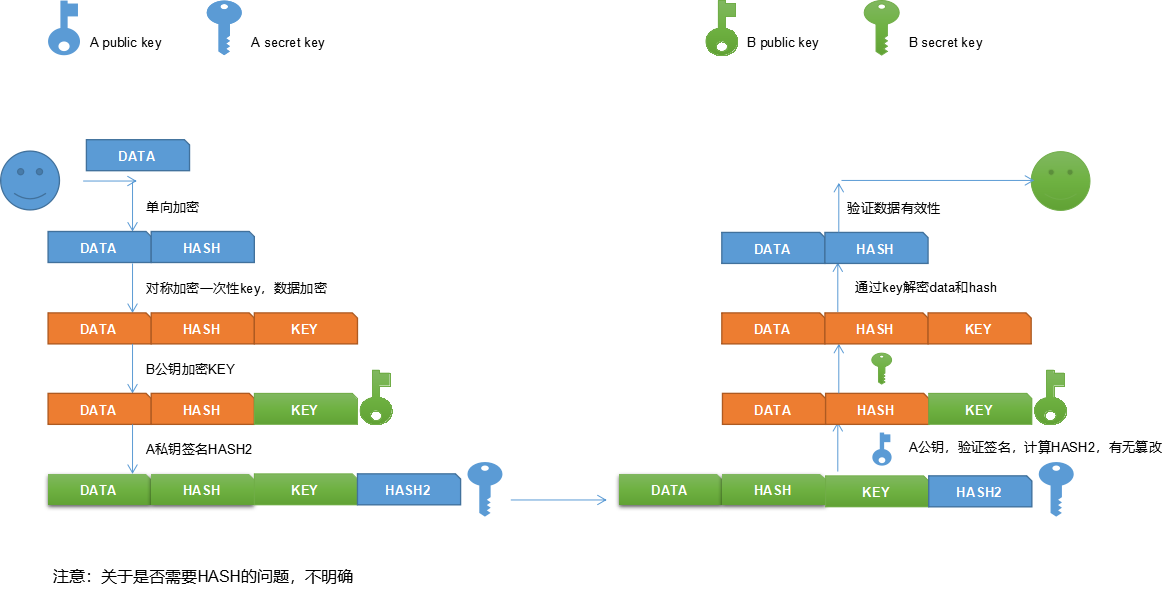 A public key
A secret key
B public key
B secret key
DATA
单向加密
DATA HASH
对称加密一次性key，数据加密
DATA HASH KEY
B公钥加密KEY
DATA HASH KEY
A私钥签名HASH2
DATA HASH KEY HASH2
验证数据有效性
DATA HASH
通过key解密data和hash
DATA HASH KEY
DATA HASH KEY
A公钥，验证签名，计算HASH2，有无篡改
DATA HASH KEY HASH2
注意：关于是否需要HASH的问题，不明确